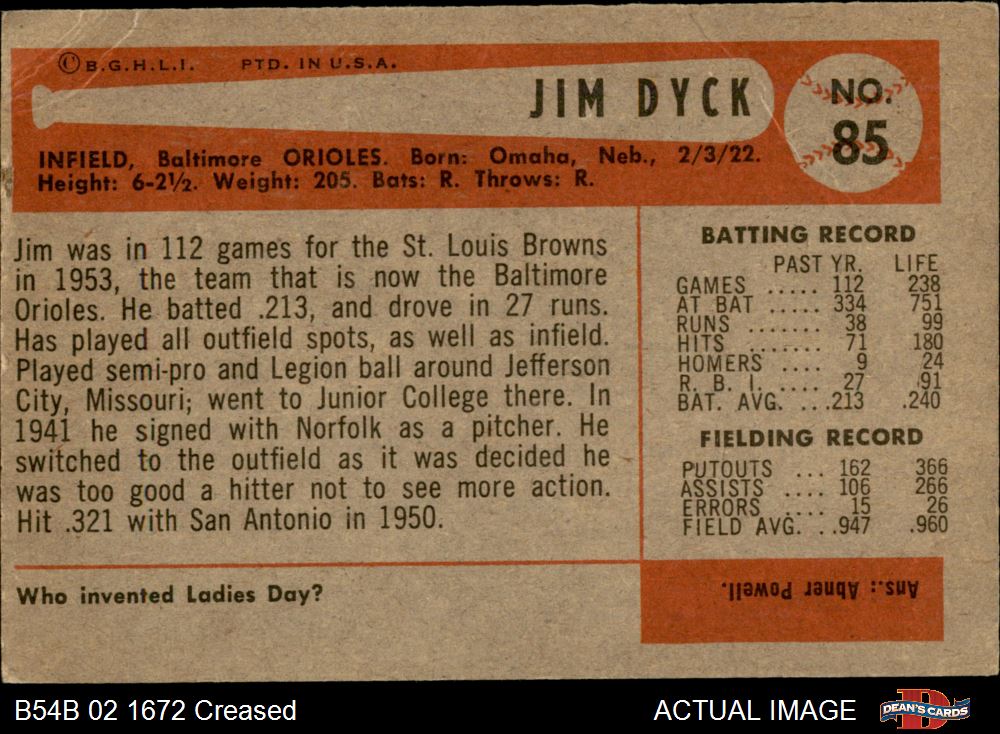 © B.G.H.L.I. PTD. IN U.S.A.
JIM DYCK
NO.
85
INFIELD, Baltimore ORIOLES. Born: Omaha, Neb., 2/3/22.
Height: 6-2½. Weight: 205. Bats: R. Throws: R.
Jim was in 112 games for the St. Louis Browns
in 1953, the team that is now the Baltimore
Orioles. He batted .213, and drove in 27 runs.
Has played all outfield spots, as well as infield.
Played semi-pro and Legion ball around Jefferson
City, Missouri; went to Junior College there. In
1941 he signed with Norfolk as a pitcher. He
switched to the outfield as it was decided he
was too good a hitter not to see more action.
Hit .321 with San Antonio in 1950.
BATTING RECORD
PAST YR. LIFE
GAMES ..... 112 238
AT BAT ..... 334 751
RUNS ....... 38 99
HITS ........ 71 180
HOMERS .... 9 24
R. B. I. .... 27 91
BAT. AVG. ...213 .240
FIELDING RECORD
PUTOUTS ... 162 366
ASSISTS .... 106 266
ERRORS .... 15 26
FIELD AVG. ..947 .960
Who invented Ladies Day?
Ans.: Abner Powell.
B54B 02 1672 Creased
ACTUAL IMAGE
D
DEAN'S CARDS